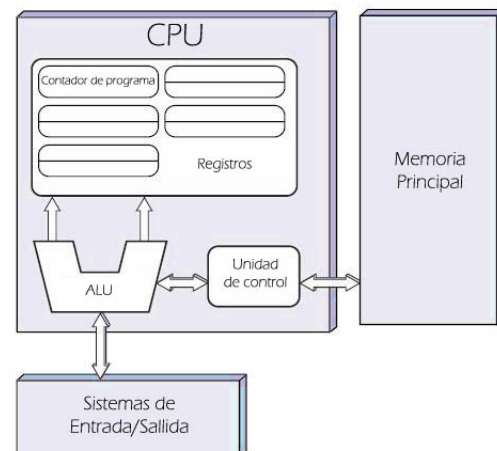 CPU
Contador de programa
Registros
Memoria
Principal
ALU
Unidad
de control
Sistemas de
Entrada/Sallida